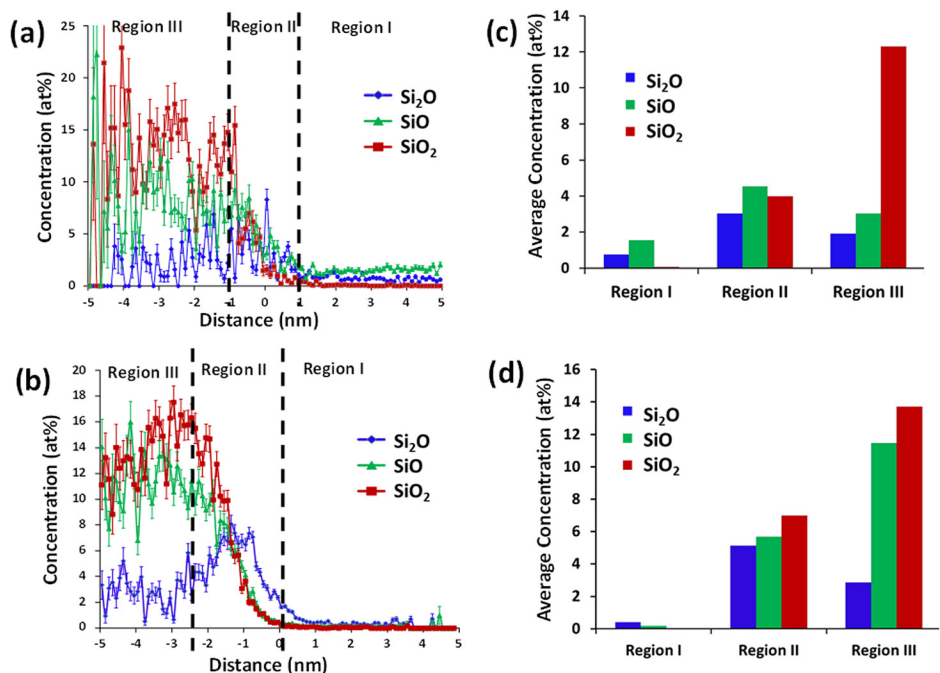 (a)
Region III
Region II
Region I
Concentration (at%)
25
20
15
10
5
0
Si₂O
SiO
SiO₂
-5 -4 -3 -2 -1 0 1 2 3 4 5
Distance (nm)
(c)
Average Concentration (at%)
14
12
10
8
6
4
2
0
Si₂O
SiO
SiO₂
Region I Region II Region III
(b)
Region III
Region II
Region I
Concentration (at%)
20
18
16
14
12
10
8
6
4
2
0
Si₂O
SiO
SiO₂
-5 -4 -3 -2 -1 0 1 2 3 4 5
Distance (nm)
(d)
Average Concentration (at%)
16
14
12
10
8
6
4
2
0
Si₂O
SiO
SiO₂
Region I Region II Region III